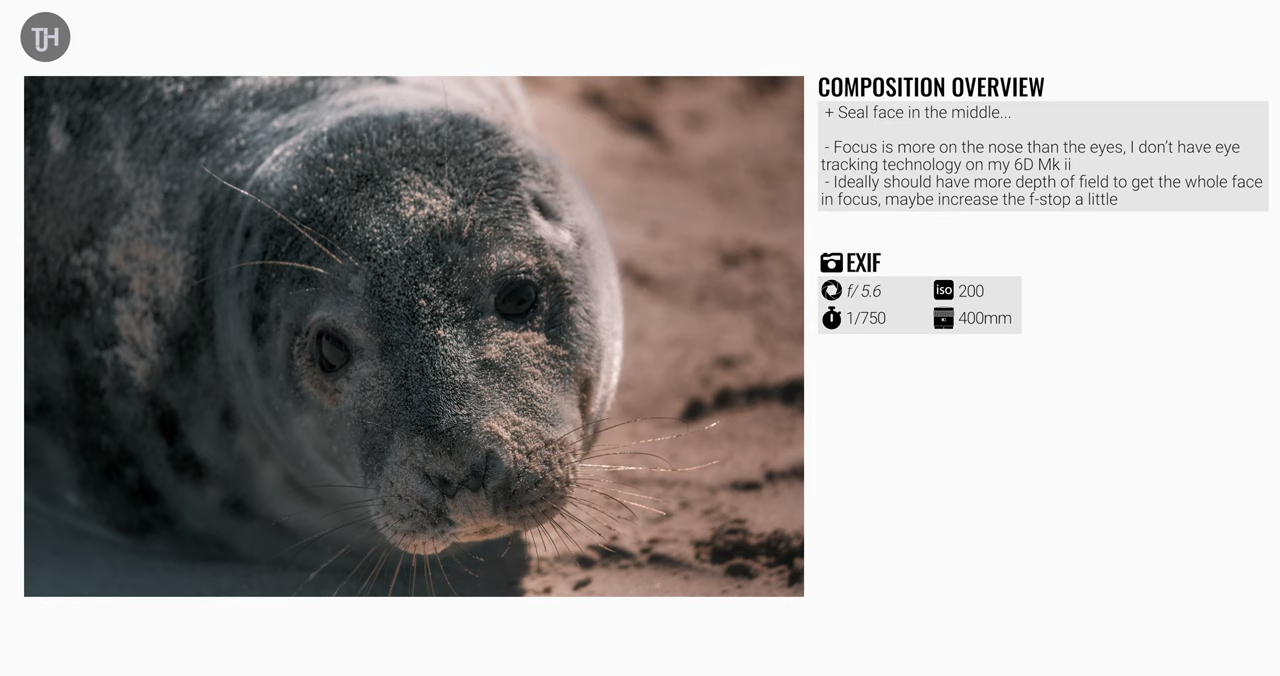 TJH
COMPOSITION OVERVIEW
+ Seal face in the middle...
- Focus is more on the nose than the eyes, I don't have eye
tracking technology on my 6D Mk ii
- Ideally should have more depth of field to get the whole face
in focus, maybe increase the f-stop a little
EXIF
f/ 5.6
iso 200
1/750
400mm